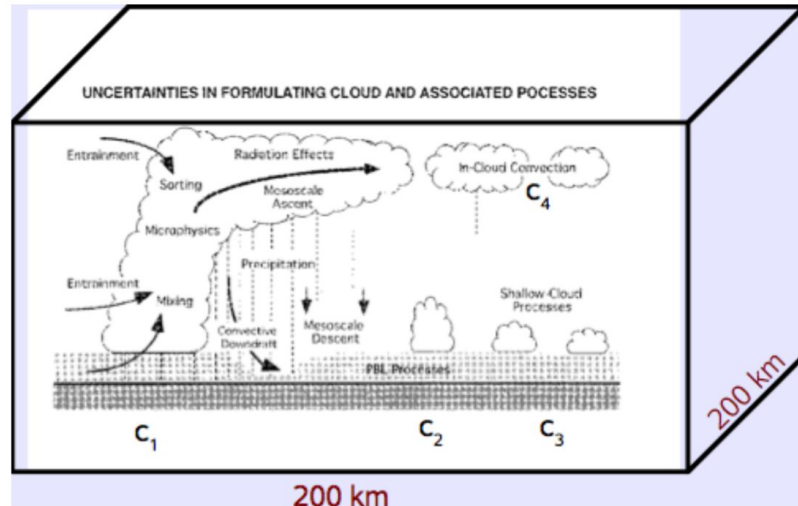 UNCERTAINTIES IN FORMULATING CLOUD AND ASSOCIATED POCESSES
Entrainment
Radiation Effects
In-Cloud Convection
Sorting
C4
Mesoscale
Ascent
Microphysics
Precipitation
Entrainment
Mixing
Shallow-Cloud
Processes
Convective
Downdraft
Mesoscale
Descent
PBL Processes
C1
C2
C3
200 km
200 km